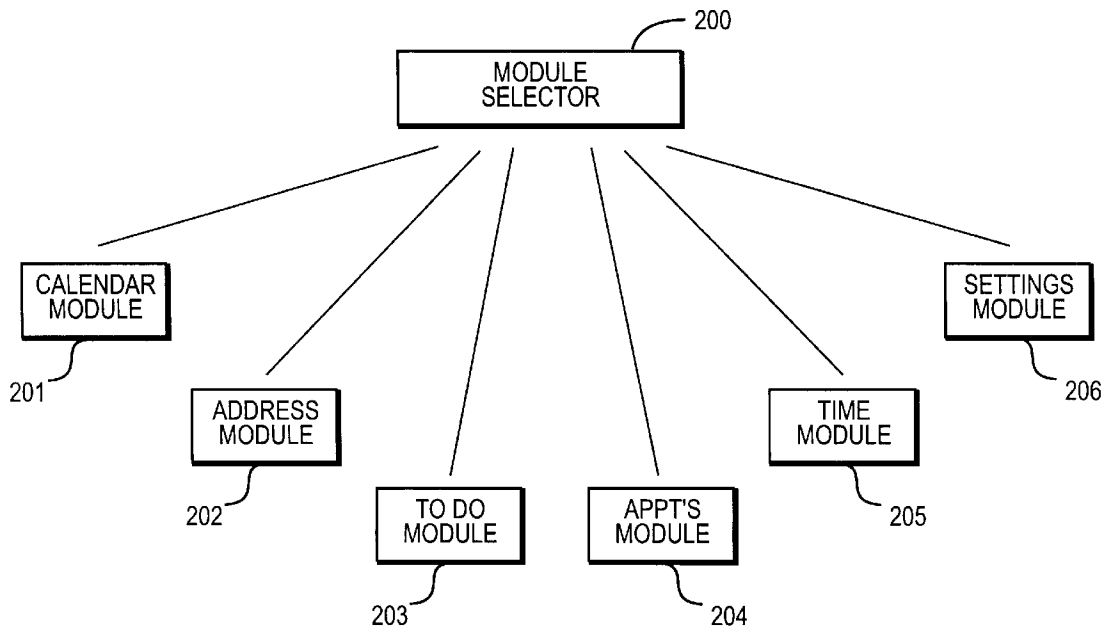 200
MODULE
SELECTOR
CALENDAR
MODULE
201
SETTINGS
MODULE
206
ADDRESS
MODULE
202
TIME
MODULE
205
TO DO
MODULE
203
APPT'S
MODULE
204